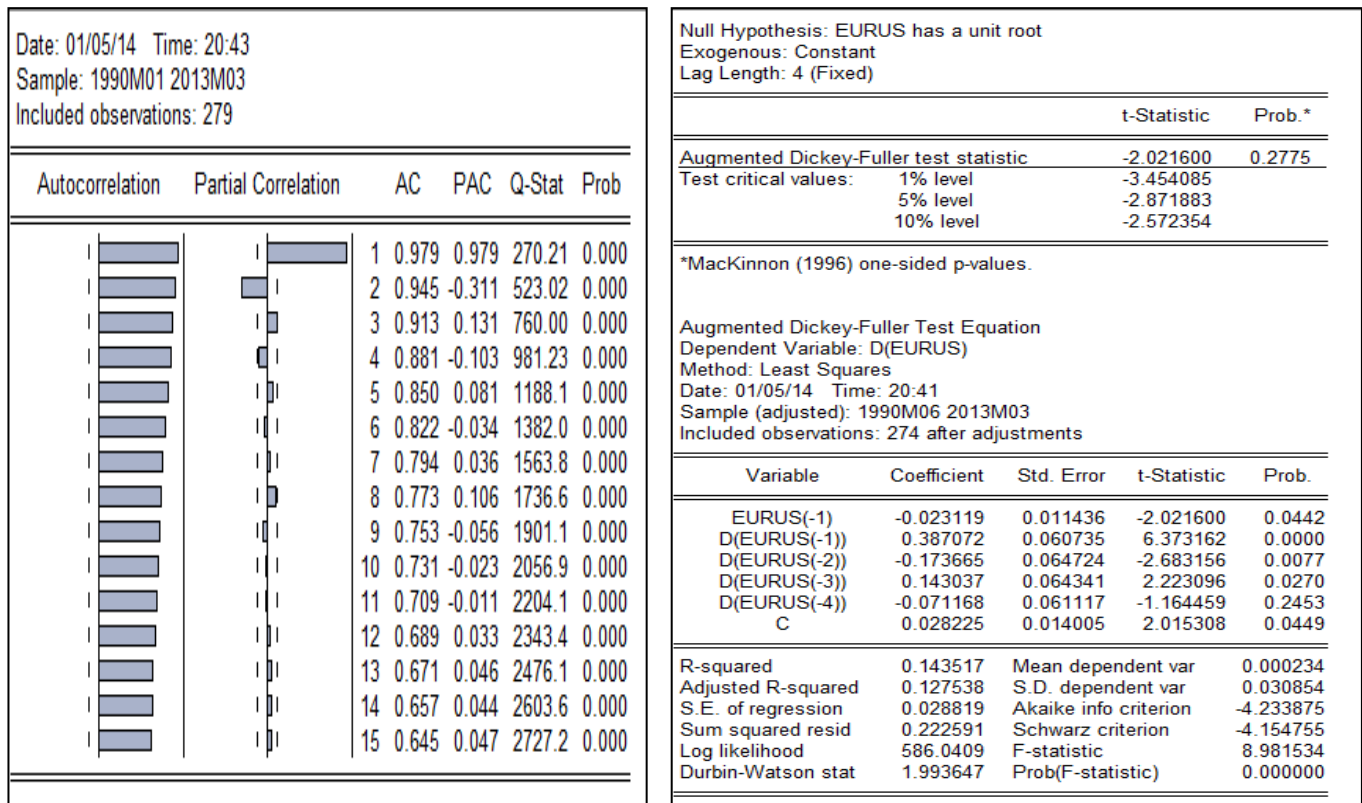 Date: 01/05/14 Time: 20:43
Sample: 1990M01 2013M03
Included observations: 279
Autocorrelation Partial Correlation AC PAC Q-Stat Prob
1 0.979 0.979 270.21 0.000
2 0.945 -0.311 523.02 0.000
3 0.913 0.131 760.00 0.000
4 0.881 -0.103 981.23 0.000
5 0.850 0.081 1188.1 0.000
6 0.822 -0.034 1382.0 0.000
7 0.794 0.036 1563.8 0.000
8 0.773 0.106 1736.6 0.000
9 0.753 -0.056 1901.1 0.000
10 0.731 -0.023 2056.9 0.000
11 0.709 -0.011 2204.1 0.000
12 0.689 0.033 2343.4 0.000
13 0.671 0.046 2476.1 0.000
14 0.657 0.044 2603.6 0.000
15 0.645 0.047 2727.2 0.000
Null Hypothesis: EURUS has a unit root
Exogenous: Constant
Lag Length: 4 (Fixed)
t-Statistic Prob.*
Augmented Dickey-Fuller test statistic -2.021600 0.2775
Test critical values: 1% level -3.454085
5% level -2.871883
10% level -2.572354
*MacKinnon (1996) one-sided p-values.
Augmented Dickey-Fuller Test Equation
Dependent Variable: D(EURUS)
Method: Least Squares
Date: 01/05/14 Time: 20:41
Sample (adjusted): 1990M06 2013M03
Included observations: 274 after adjustments
Variable Coefficient Std. Error t-Statistic Prob.
EURUS(-1) -0.023119 0.011436 -2.021600 0.0442
D(EURUS(-1)) 0.387072 0.060735 6.373162 0.0000
D(EURUS(-2)) -0.173665 0.064724 -2.683156 0.0077
D(EURUS(-3)) 0.143037 0.064341 2.223096 0.0270
D(EURUS(-4)) -0.071168 0.061117 -1.164459 0.2453
C 0.028225 0.014005 2.015308 0.0449
R-squared 0.143517 Mean dependent var 0.000234
Adjusted R-squared 0.127538 S.D. dependent var 0.030854
S.E. of regression 0.028819 Akaike info criterion -4.233875
Sum squared resid 0.222591 Schwarz criterion -4.154755
Log likelihood 586.0409 F-statistic 8.981534
Durbin-Watson stat 1.993647 Prob(F-statistic) 0.000000